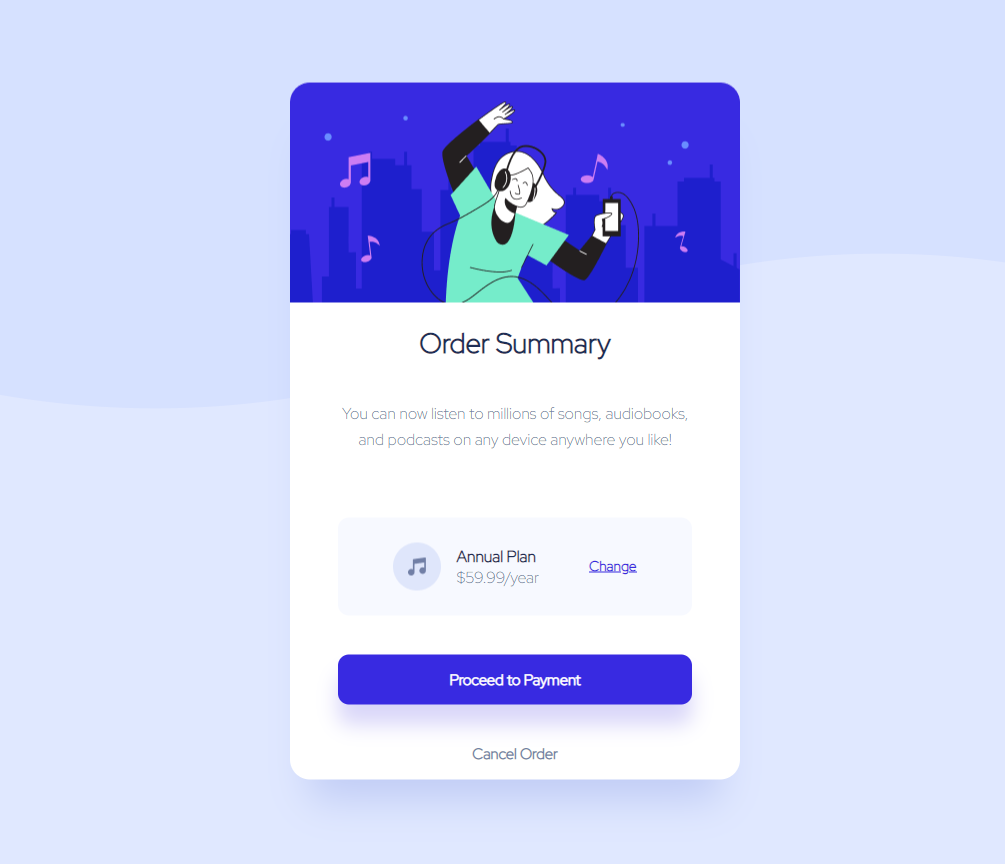 Order Summary
You can now listen to millions of songs, audiobooks,
and podcasts on any device anywhere you like!
Annual Plan
$59.99/year
Change
Proceed to Payment
Cancel Order